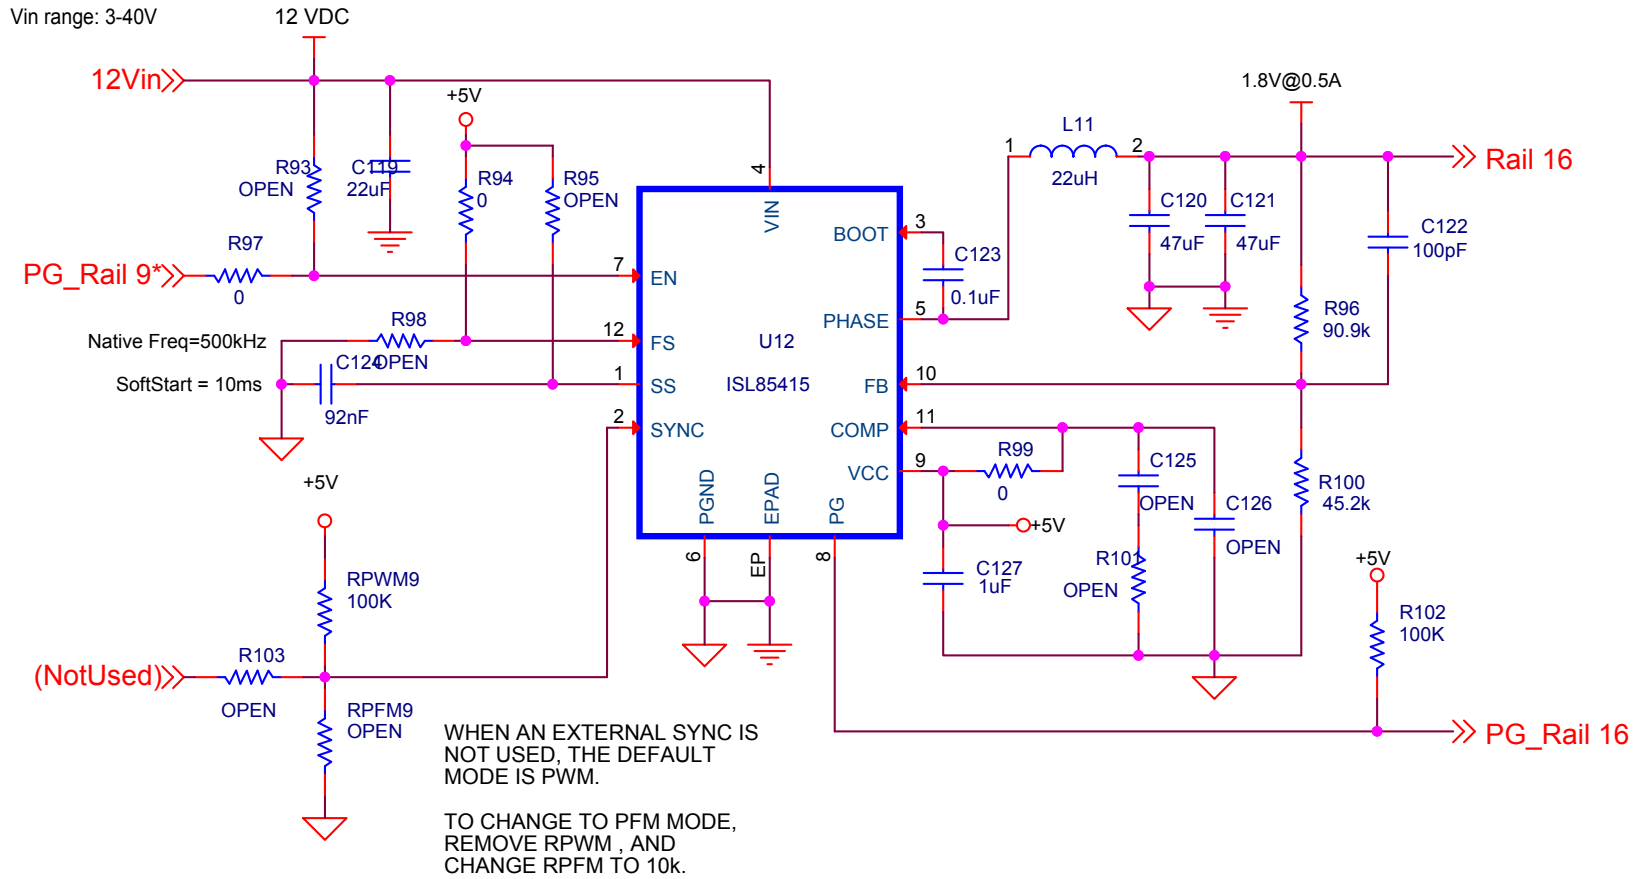 Vin range: 3-40V
12 VDC
12Vin
+5V
1.8V@0.5A
R93
OPEN
C119
22uF
R94
0
R95
OPEN
4
VIN
1
L11
2
22uH
Rail 16
C120
47uF
C121
47uF
C122
100pF
3
BOOT
C123
0.1uF
R97
0
PG_Rail 9*
7
EN
5
PHASE
R96
90.9k
Native Freq=500kHz
R98
OPEN
12
FS
U12
SoftStart = 10ms
C124
92nF
1
SS
ISL85415
FB
10
2
SYNC
COMP
11
VCC
9
R99
0
C125
OPEN
C126
OPEN
R100
45.2k
+5V
PGND
EPAD
PG
6
EP
8
+5V
C127
1uF
R101
OPEN
+5V
R102
100K
RPWM9
100K
(NotUsed)
R103
OPEN
RPFM9
OPEN
PG_Rail 16
WHEN AN EXTERNAL SYNC IS
NOT USED, THE DEFAULT
MODE IS PWM.
TO CHANGE TO PFM MODE,
REMOVE RPWM , AND
CHANGE RPFM TO 10k.